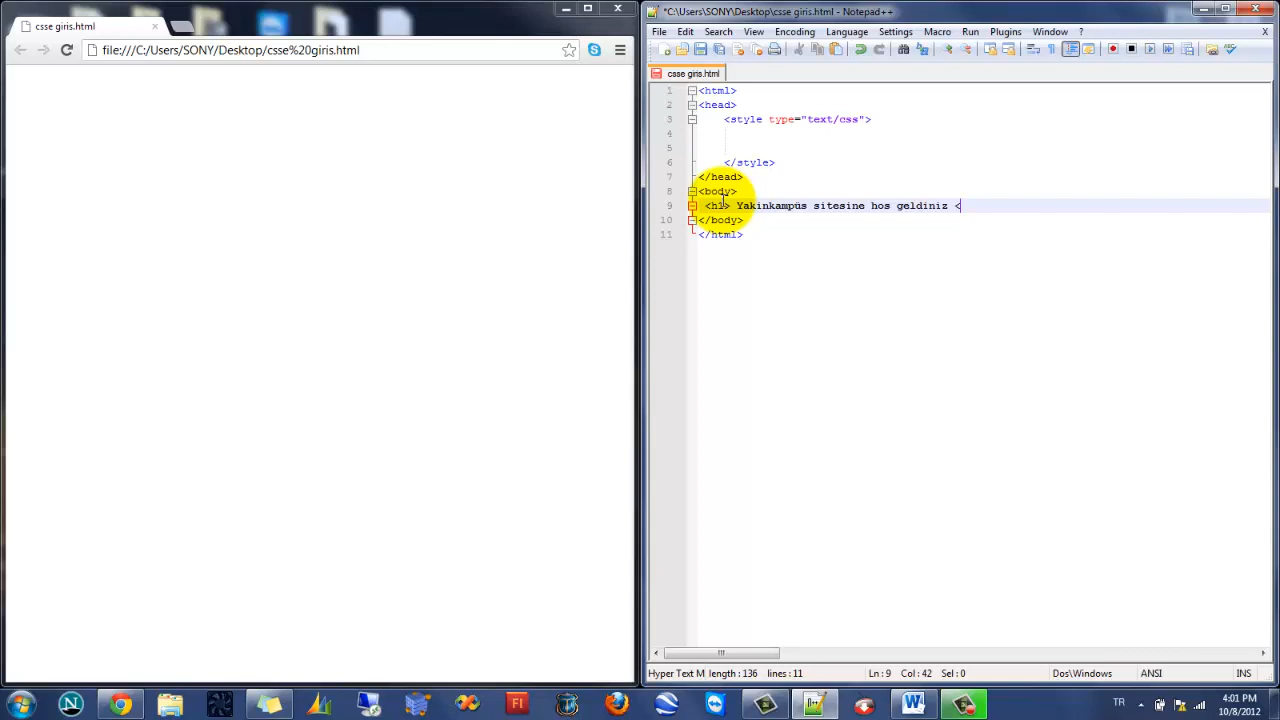 csse giris.html
file:///C:/Users/SONY/Desktop/csse%20giris.html
*C:\Users\SONY\Desktop\csse giris.html - Notepad++
File Edit Search View Encoding Language Settings Macro Run Plugins Window ? X
csse giris.html
1 <html>
2 <head>
3 <style type="text/css">
4
5
6 </style>
7 </head>
8 <body>
9 <h1> Yakinkampüs sitesine hos geldiniz <
10 </body>
11 </html>
Hyper Text M length : 136 lines : 11 Ln : 9 Col : 42 Sel : 0 Dos\Windows ANSI INS
TR 4:01 PM
10/8/2012